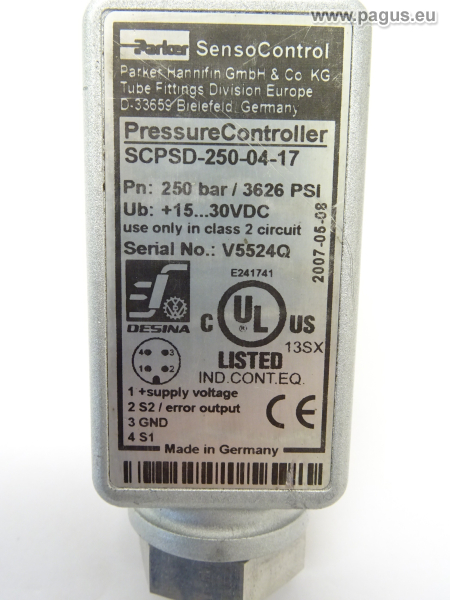 www.pagus.eu
Parker SensoControl
Parker Hannifin GmbH & Co. KG
Tube Fittings Division Europe
D-33659 Bielefeld, Germany
PressureController
SCPSD-250-04-17
Pn: 250 bar / 3626 PSI
Ub: +15...30VDC
use only in class 2 circuit
Serial No.: V5524Q
2007-05-08
E241741
DESINA
C UL US
13SX
LISTED
IND.CONT.EQ.
4 3
1 2
1 +supply voltage
2 S2 / error output
3 GND
4 S1
CE
Made in Germany